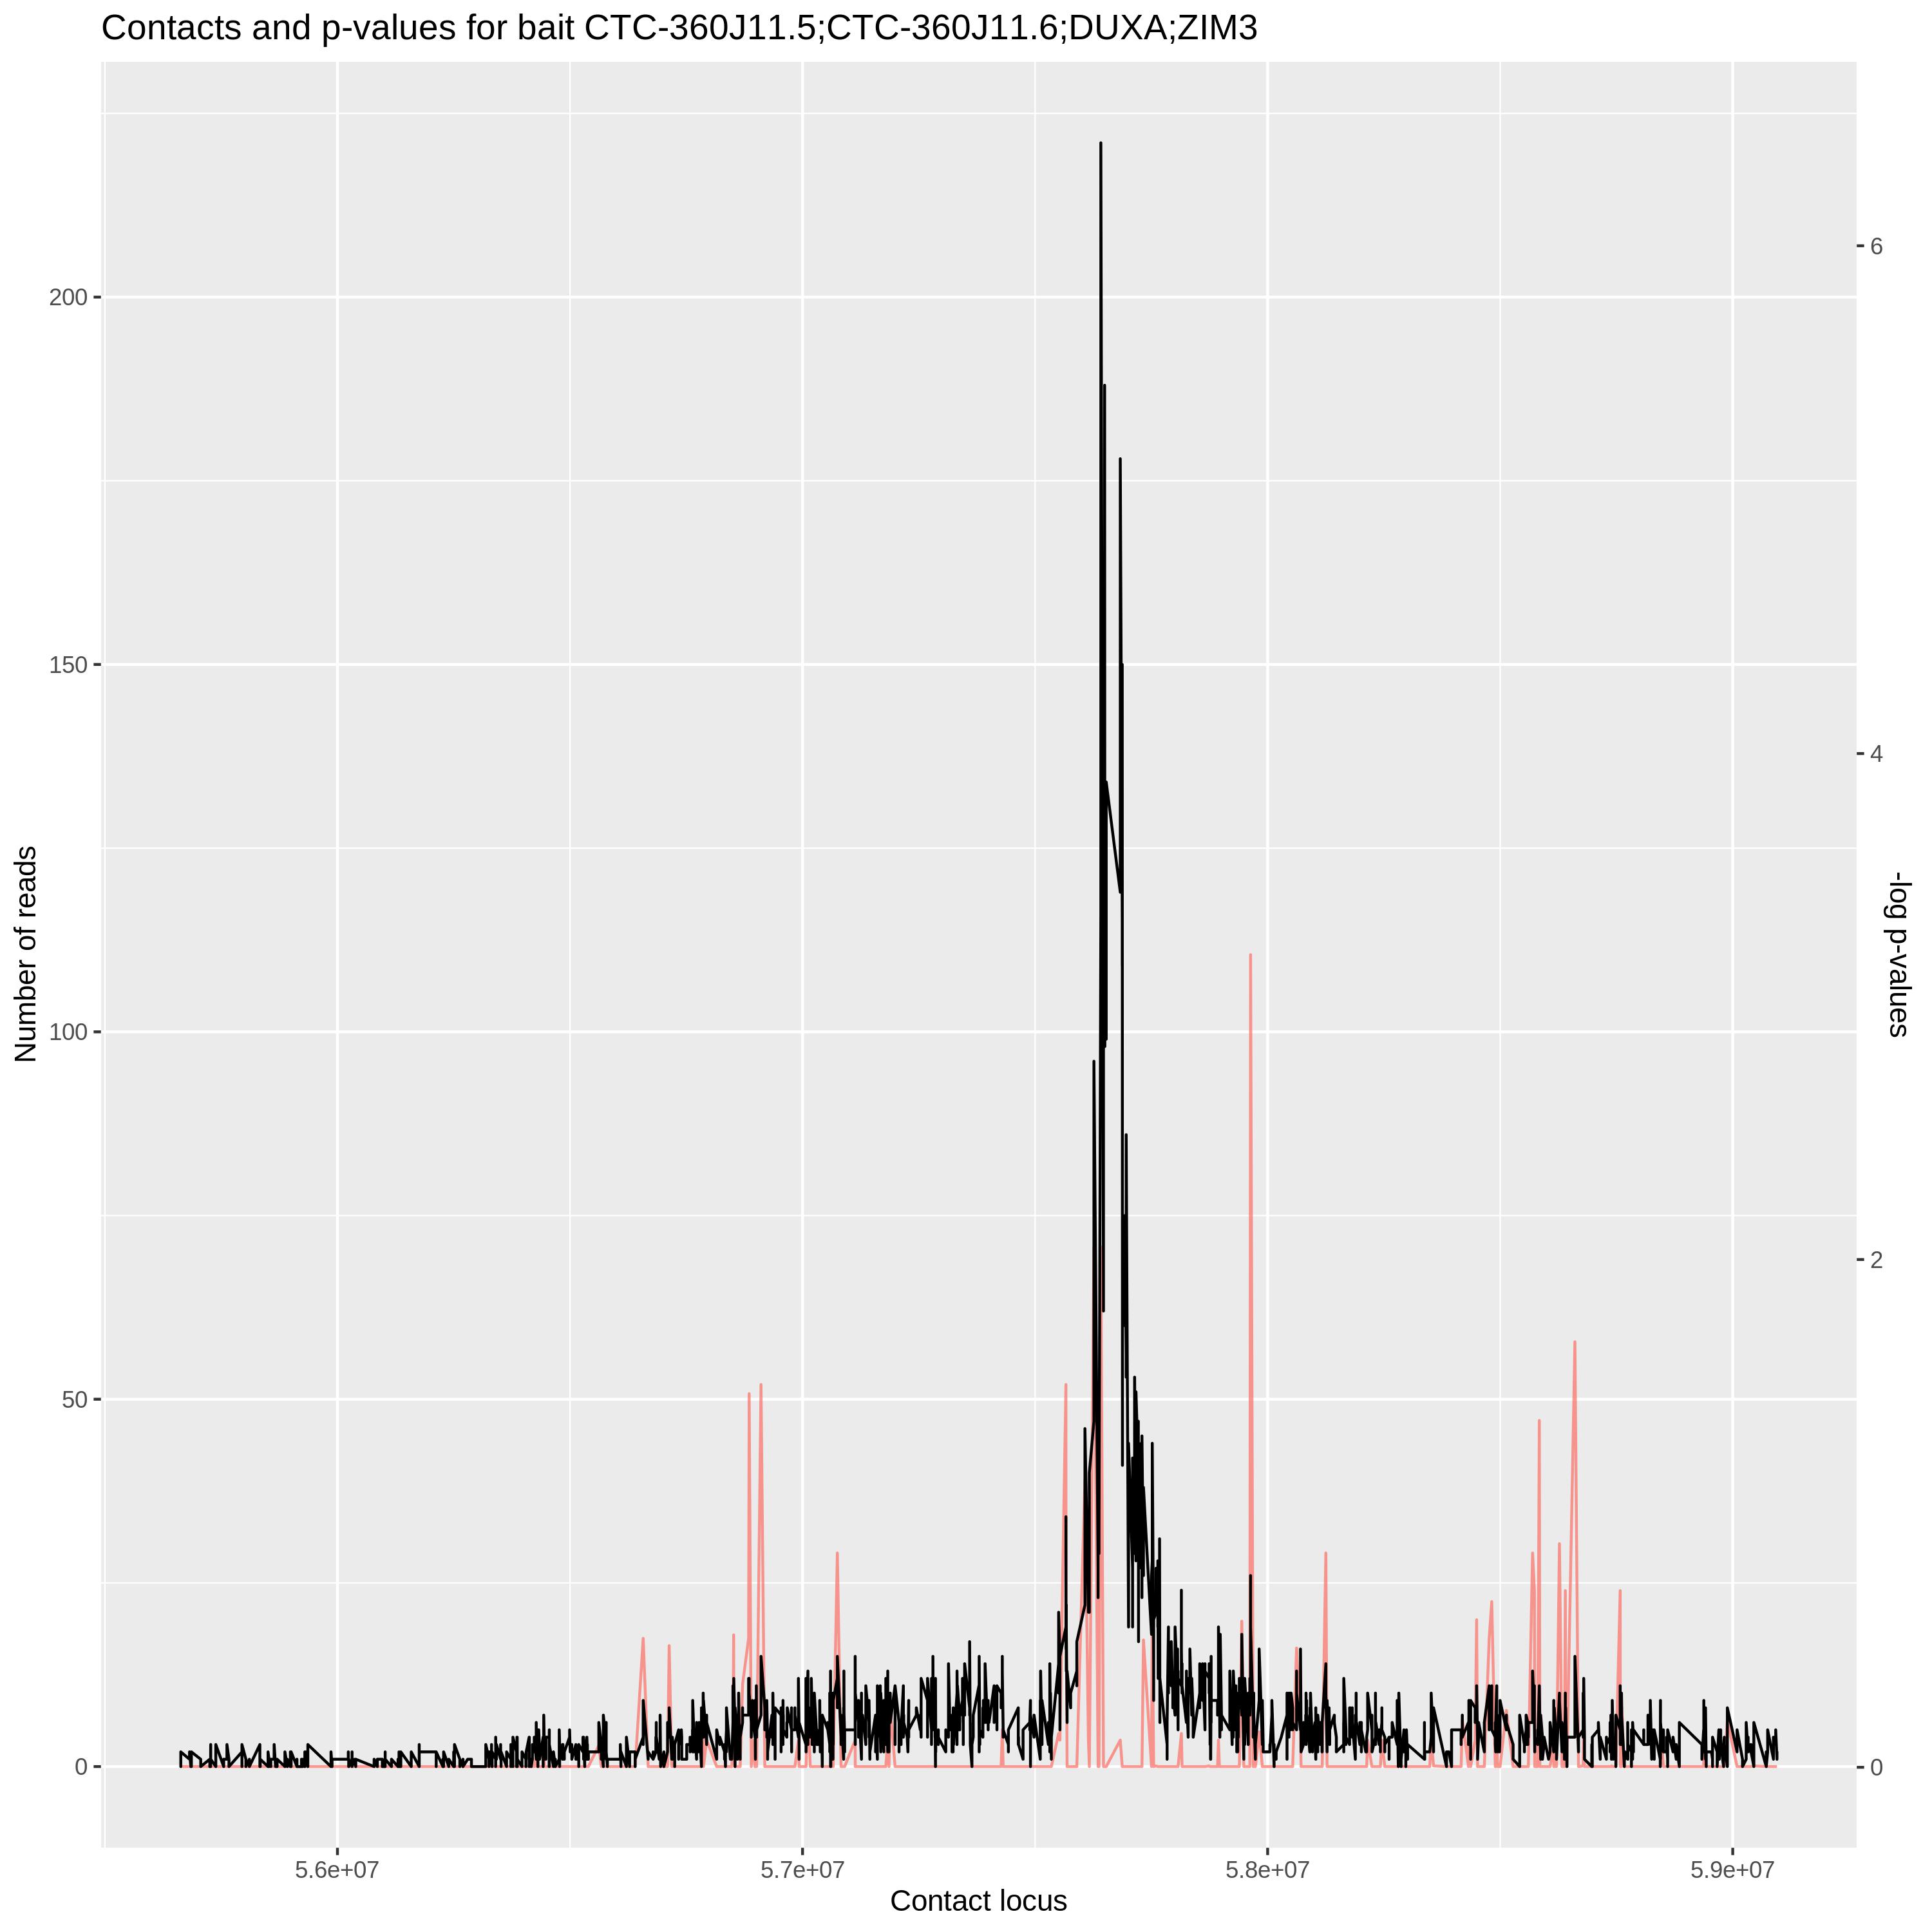 Contacts and p-values for bait CTC-360J11.5;CTC-360J11.6;DUXA;ZIM3
200
150
100
50
0
Number of reads
6
4
2
0
-log p-values
5.6e+07
5.7e+07
5.8e+07
5.9e+07
Contact locus